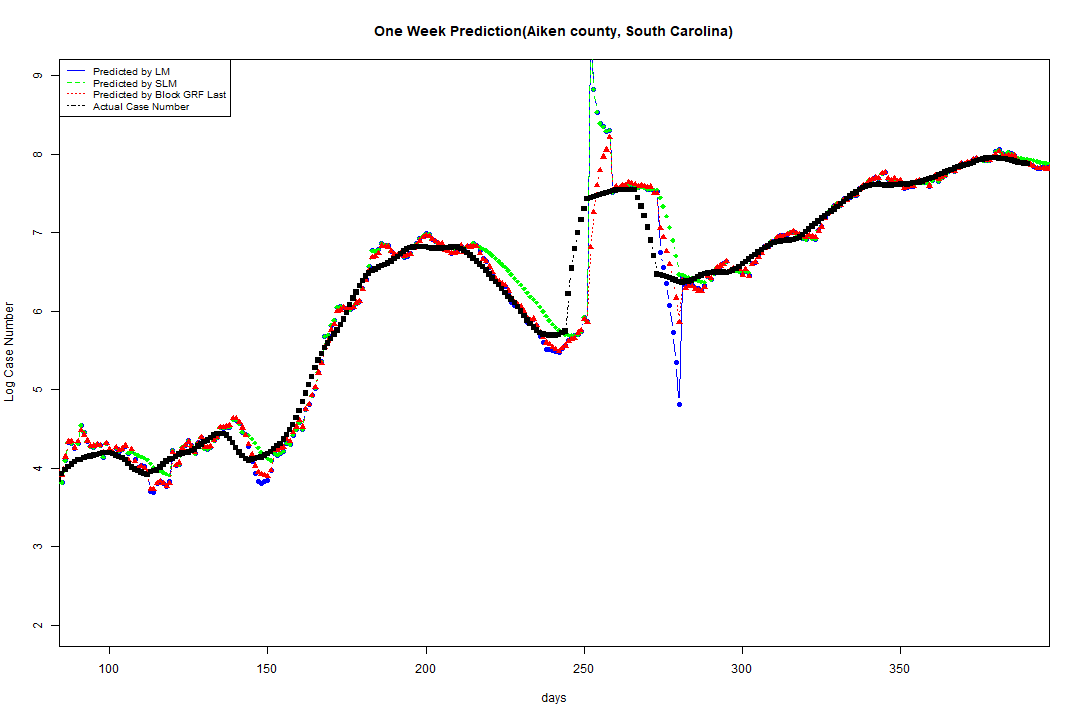 One Week Prediction(Aiken county, South Carolina)
Predicted by LM
Predicted by SLM
Predicted by Block GRF Last
Actual Case Number
9
8
7
6
5
4
3
2
Log Case Number
100 150 200 250 300 350
days